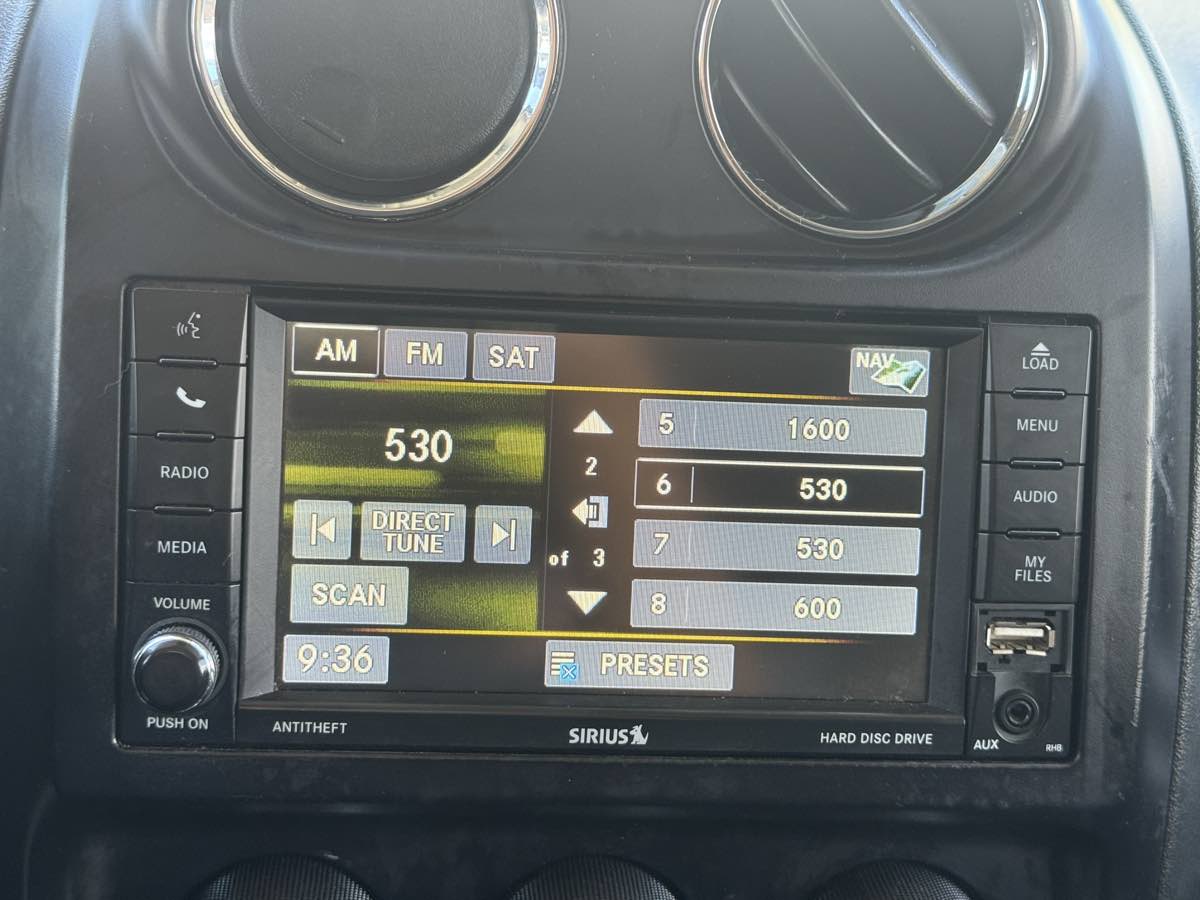 AM FM SAT NAV
530
DIRECT
TUNE
SCAN
9:36
2
of 3
5 1600
6 530
7 530
8 600
PRESETS
RADIO
MEDIA
VOLUME
PUSH ON
ANTITHEFT
SIRIUS
HARD DISC DRIVE
LOAD
MENU
AUDIO
MY
FILES
AUX
RHB